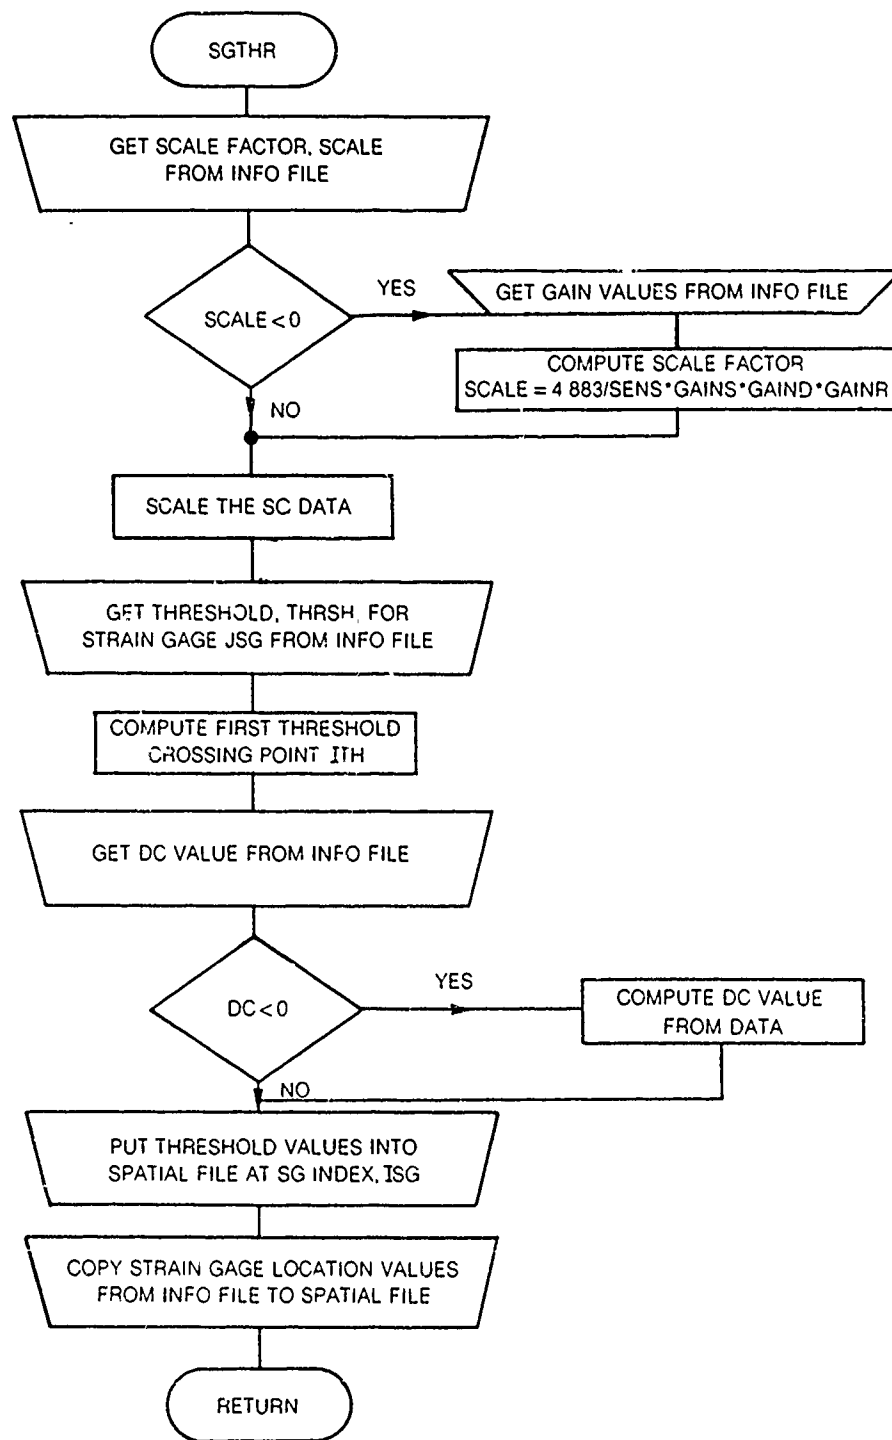 SGTHR
GET SCALE FACTOR, SCALE
FROM INFO FILE
SCALE<0
YES
GET GAIN VALUES FROM INFO FILE
COMPUTE SCALE FACTOR
SCALE = 4 883/SENS*GAINS*GAIND*GAINR
NO
SCALE THE SC DATA
GET THRESHOLD, THRSH, FOR
STRAIN GAGE JSG FROM INFO FILE
COMPUTE FIRST THRESHOLD
CROSSING POINT ITH
GET DC VALUE FROM INFO FILE
DC<0
YES
COMPUTE DC VALUE
FROM DATA
NO
PUT THRESHOLD VALUES INTO
SPATIAL FILE AT SG INDEX, ISG
COPY STRAIN GAGE LOCATION VALUES
FROM INFO FILE TO SPATIAL FILE
RETURN